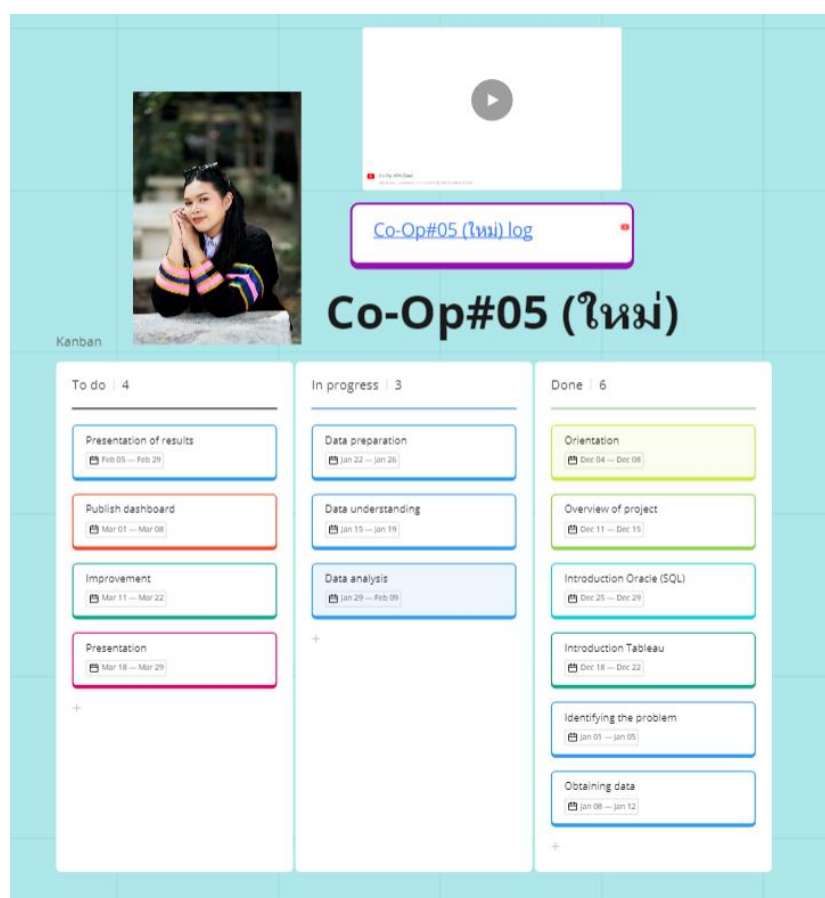 Co-Op#05 (ใหม่) log
Co-Op#05 (ใหม่)
Kanban
To do | 4
Presentation of results
Feb 05 — Feb 29
Publish dashboard
Mar 01 — Mar 08
Improvement
Mar 11 — Mar 22
Presentation
Mar 18 — Mar 29
+
In progress | 3
Data preparation
Jan 22 — Jan 26
Data understanding
Jan 15 — Jan 19
Data analysis
Jan 29 — Feb 09
+
Done | 6
Orientation
Dec 04 — Dec 08
Overview of project
Dec 11 — Dec 15
Introduction Oracle (SQL)
Dec 25 — Dec 29
Introduction Tableau
Dec 18 — Dec 22
Identifying the problem
Jan 01 — Jan 05
Obtaining data
Jan 08 — Jan 12
+